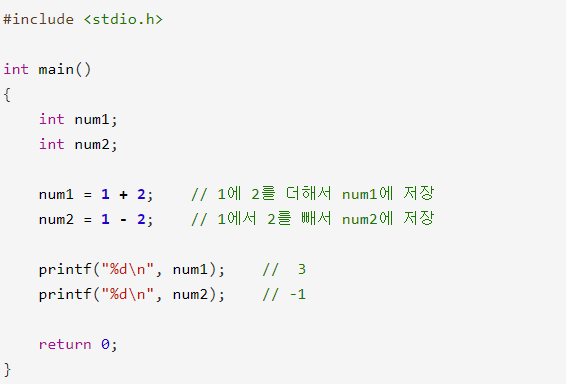 #include <stdio.h>
int main()
{
    int num1;
    int num2;
    num1 = 1 + 2;    // 1에 2를 더해서 num1에 저장
    num2 = 1 - 2;    // 1에서 2를 빼서 num2에 저장
    printf("%d\n", num1);    //  3
    printf("%d\n", num2);    // -1
    return 0;
}